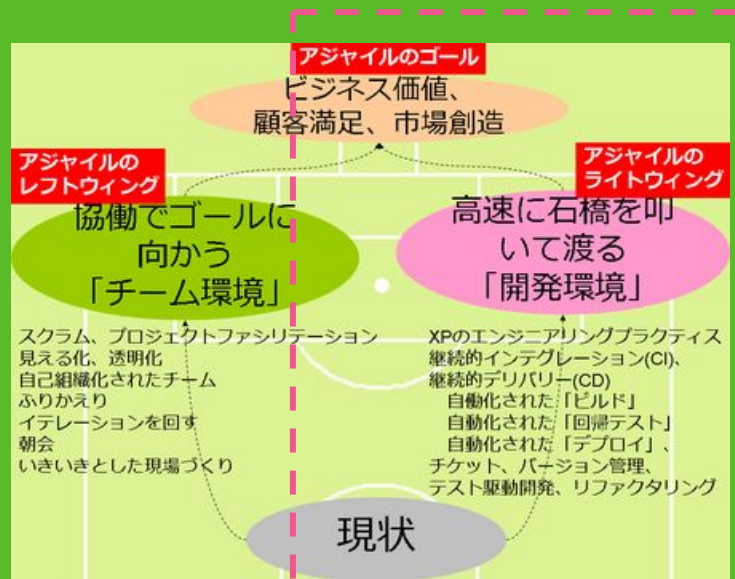 アジャイルのゴール
ビジネス価値、
顧客満足、市場創造
アジャイルの
レフトウィング
協働でゴールに
向かう
「チーム環境」
スクラム、プロジェクトファシリテーション
見える化、透明化
自己組織化されたチーム
ふりかえり
イテレーションを回す
朝会
いきいきとした現場づくり
アジャイルの
ライトウィング
高速に石橋を叩
いて渡る
「開発環境」
XPのエンジニアリングプラクティス
継続的インテグレーション(CI)、
継続的デリバリー(CD)
自働化された「ビルド」
自動化された「回帰テスト」
自動化された「デプロイ」、
チケット、バージョン管理、
テスト駆動開発、リファクタリング
現状